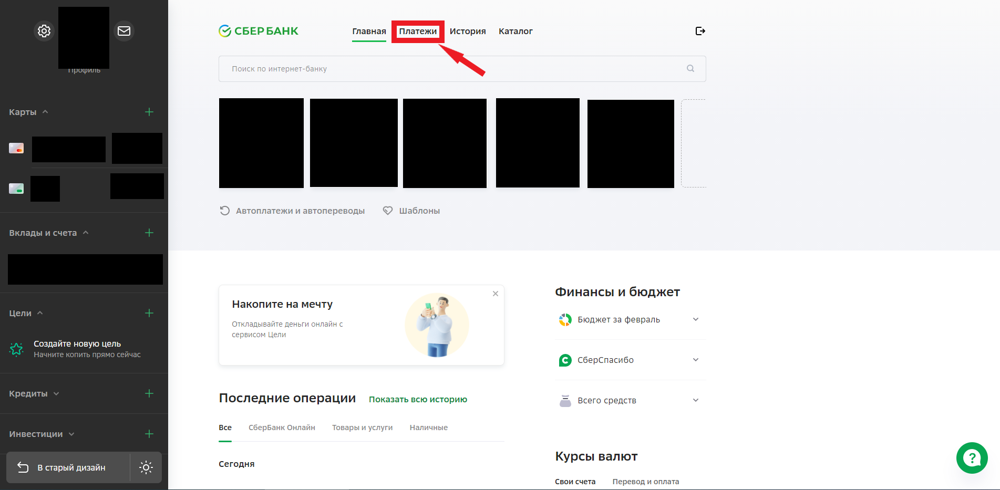 Профиль
Карты
Вклады и счета
Цели
Создайте новую цель
Начните копить прямо сейчас
Кредиты
Инвестиции
В старый дизайн
СБЕР БАНК
Главная Платежи История Каталог
Поиск по интернет-банку
Автоплатежи и автопереводы Шаблоны
Накопите на мечту
Откладывайте деньги онлайн с
сервисом Цели
Последние операции Показать всю историю
Все СберБанк Онлайн Товары и услуги Наличные
Сегодня
Финансы и бюджет
Бюджет за февраль
СберСпасибо
Всего средств
Курсы валют
Свои счета Перевод и оплата